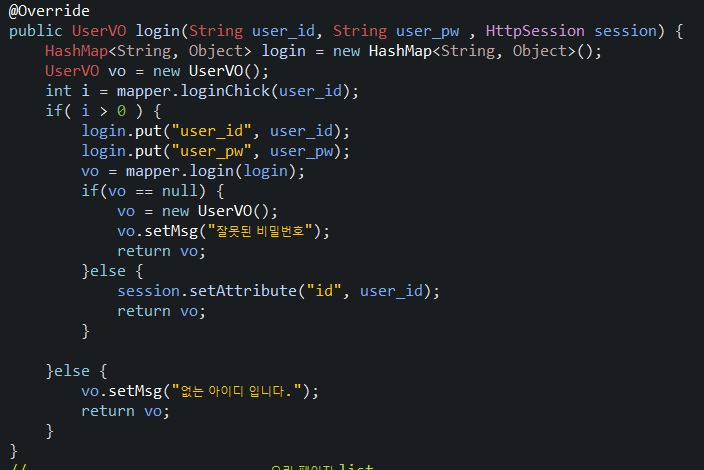 @Override
public UserVO login(String user_id, String user_pw , HttpSession session) {
    HashMap<String, Object> login = new HashMap<String, Object>();
    UserVO vo = new UserVO();
    int i = mapper.loginChick(user_id);
    if( i > 0 ) {
        login.put("user_id", user_id);
        login.put("user_pw", user_pw);
        vo = mapper.login(login);
        if(vo == null) {
            vo = new UserVO();
            vo.setMsg("잘못된 비밀번호");
            return vo;
        }else {
            session.setAttribute("id", user_id);
            return vo;
        }
    }else {
        vo.setMsg("없는 아이디 입니다.");
        return vo;
    }
}
// list